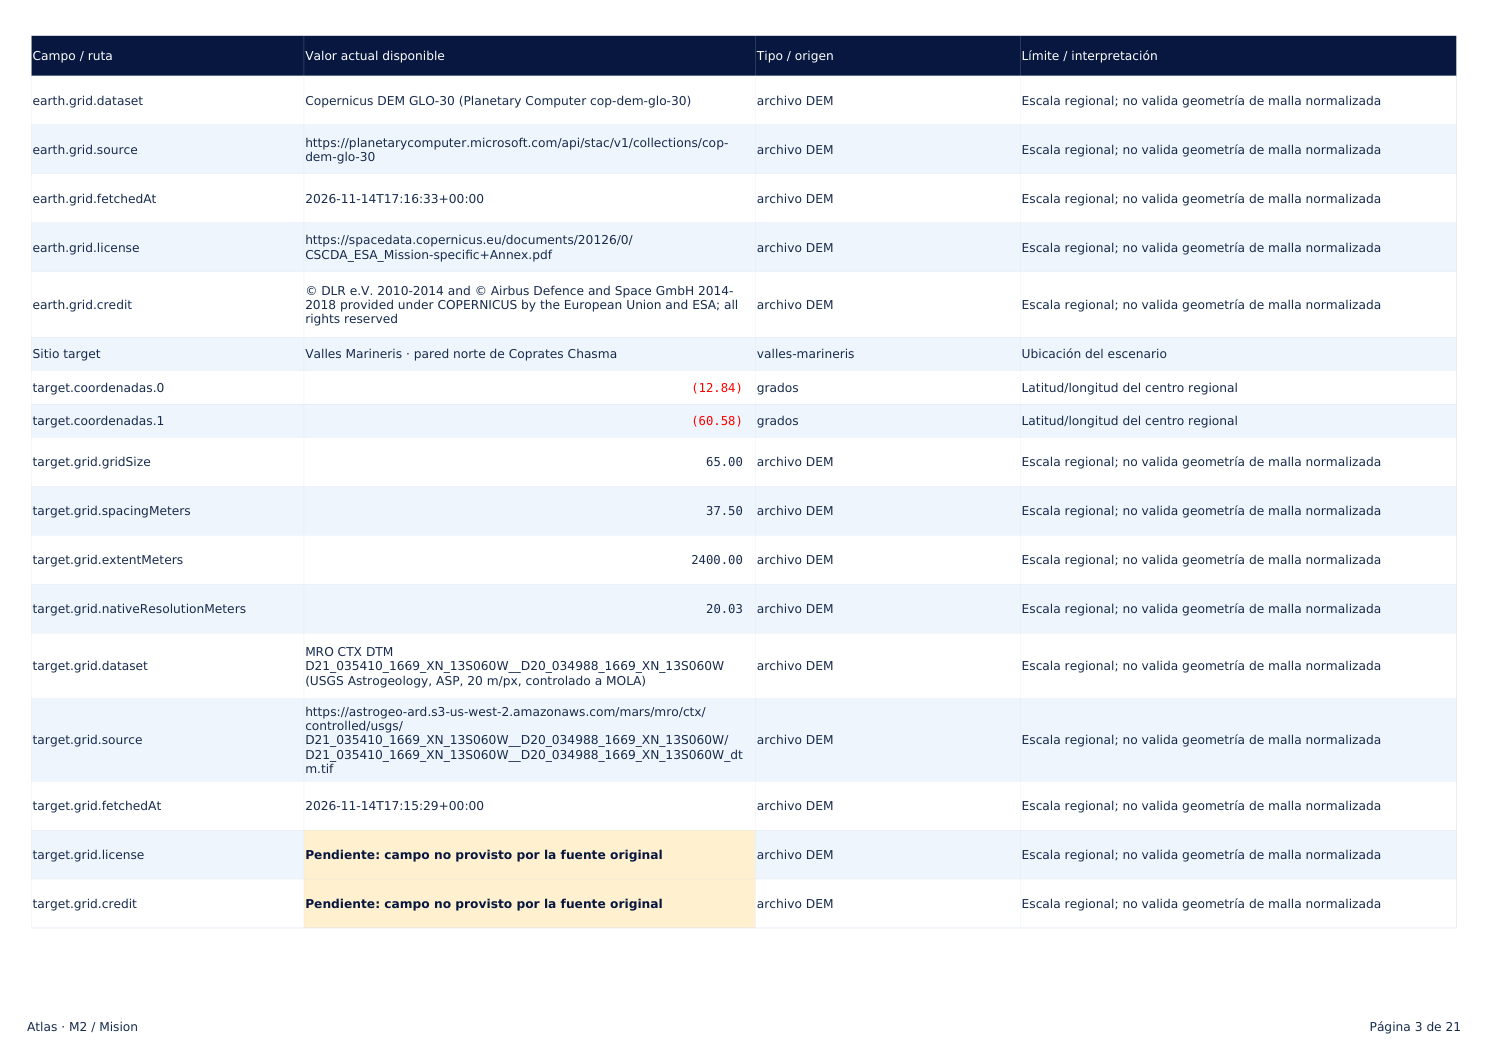 Campo / ruta Valor actual disponible Tipo / origen Límite / interpretación
earth.grid.dataset Copernicus DEM GLO-30 (Planetary Computer cop-dem-glo-30) archivo DEM Escala regional; no valida geometría de malla normalizada
earth.grid.source https://planetarycomputer.microsoft.com/api/stac/v1/collections/cop-
dem-glo-30 archivo DEM Escala regional; no valida geometría de malla normalizada
earth.grid.fetchedAt 2026-11-14T17:16:33+00:00 archivo DEM Escala regional; no valida geometría de malla normalizada
earth.grid.license https://spacedata.copernicus.eu/documents/20126/0/
CSCDA_ESA_Mission-specific+Annex.pdf archivo DEM Escala regional; no valida geometría de malla normalizada
earth.grid.credit © DLR e.V. 2010-2014 and © Airbus Defence and Space GmbH 2014-
2018 provided under COPERNICUS by the European Union and ESA; all
rights reserved archivo DEM Escala regional; no valida geometría de malla normalizada
Sitio target Valles Marineris · pared norte de Coprates Chasma valles-marineris Ubicación del escenario
target.coordenadas.0 (12.84) grados Latitud/longitud del centro regional
target.coordenadas.1 (60.58) grados Latitud/longitud del centro regional
target.grid.gridSize 65.00 archivo DEM Escala regional; no valida geometría de malla normalizada
target.grid.spacingMeters 37.50 archivo DEM Escala regional; no valida geometría de malla normalizada
target.grid.extentMeters 2400.00 archivo DEM Escala regional; no valida geometría de malla normalizada
target.grid.nativeResolutionMeters 20.03 archivo DEM Escala regional; no valida geometría de malla normalizada
target.grid.dataset MRO CTX DTM
D21_035410_1669_XN_13S060W__D20_034988_1669_XN_13S060W
(USGS Astrogeology, ASP, 20 m/px, controlado a MOLA) archivo DEM Escala regional; no valida geometría de malla normalizada
target.grid.source https://astrogeo-ard.s3-us-west-2.amazonaws.com/mars/mro/ctx/
controlled/usgs/
D21_035410_1669_XN_13S060W__D20_034988_1669_XN_13S060W/
D21_035410_1669_XN_13S060W__D20_034988_1669_XN_13S060W_dt
m.tif archivo DEM Escala regional; no valida geometría de malla normalizada
target.grid.fetchedAt 2026-11-14T17:15:29+00:00 archivo DEM Escala regional; no valida geometría de malla normalizada
target.grid.license Pendiente: campo no provisto por la fuente original archivo DEM Escala regional; no valida geometría de malla normalizada
target.grid.credit Pendiente: campo no provisto por la fuente original archivo DEM Escala regional; no valida geometría de malla normalizada
Atlas · M2 / Mision Página 3 de 21